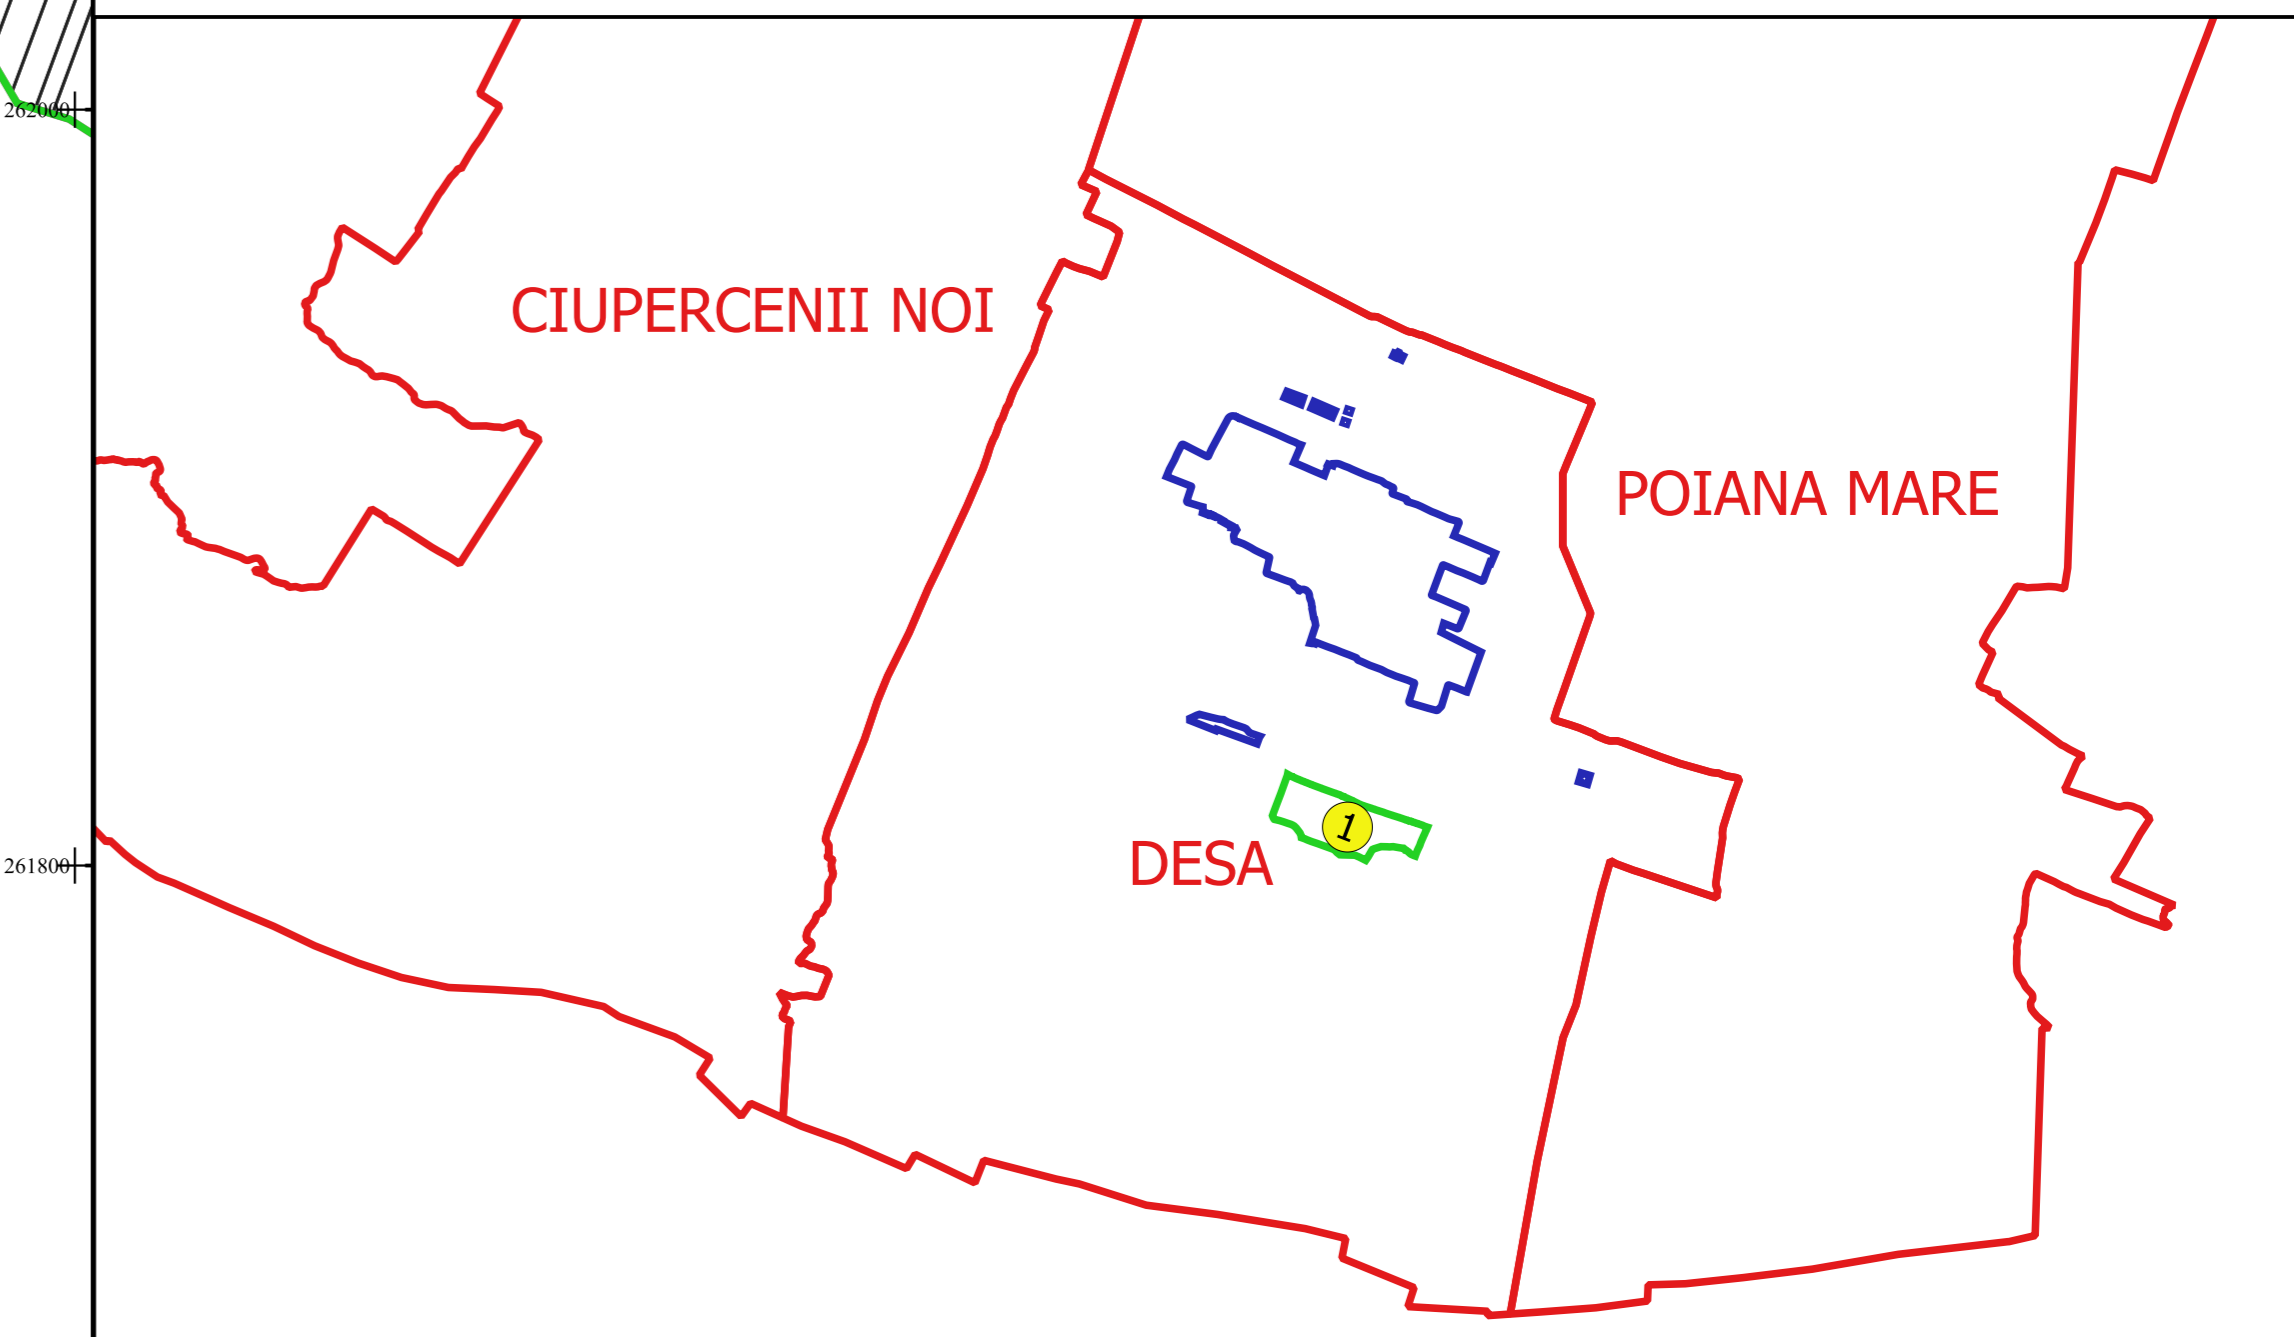 262000
CIUPERCENII NOI
POIANA MARE
1
DESA
261800